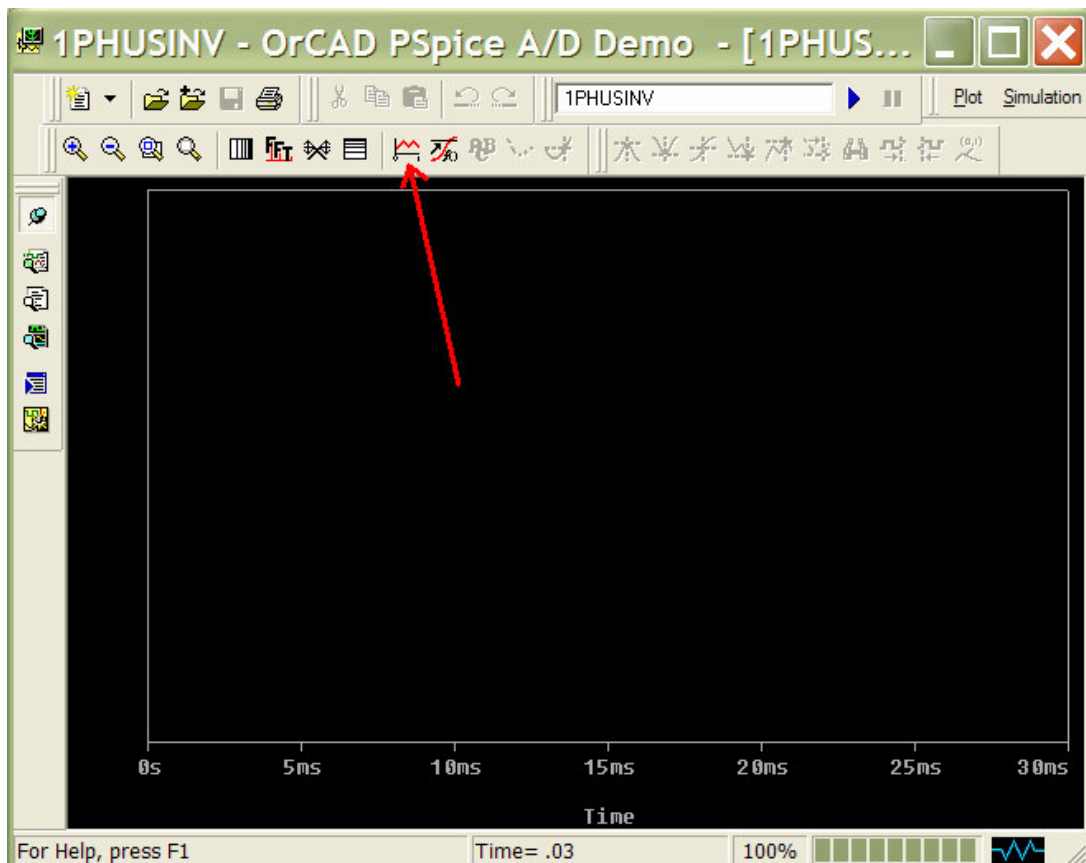 1PHUSINV - OrCAD PSpice A/D Demo - [1PHUS...
1PHUSINV Plot Simulation
FFT
0s 5ms 10ms 15ms 20ms 25ms 30ms
Time
For Help, press F1 Time= .03 100%